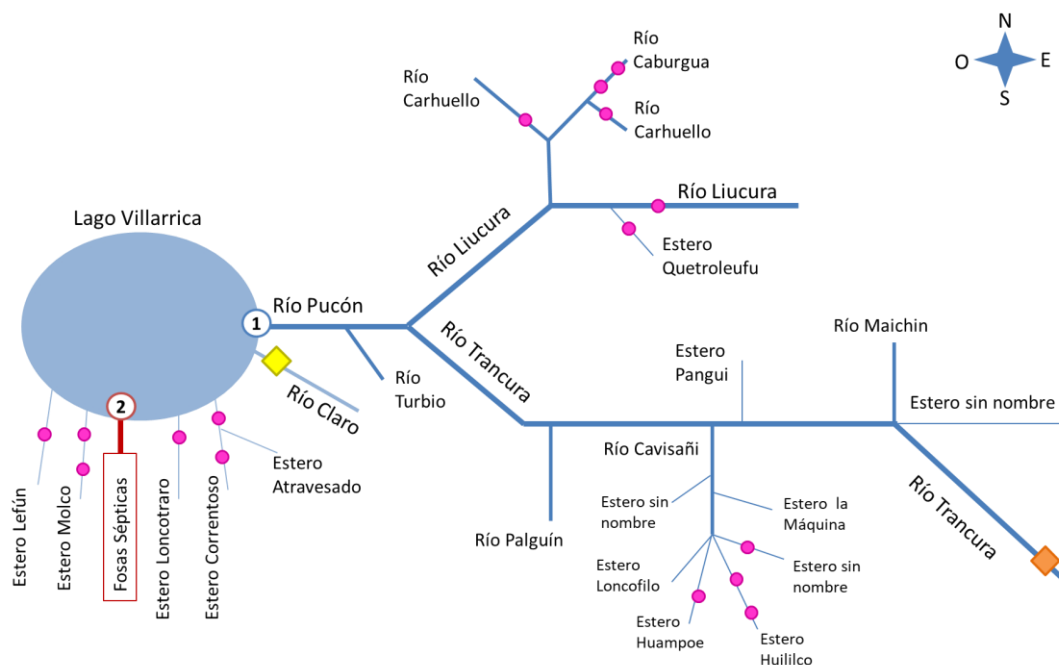 N
O
E
S
Río
Caburgua
Río
Carhuello
Río
Carhuello
Río Liucura
Estero
Quetroleufu
Río Liucura
Lago Villarrica
1
Río Pucón
Río
Turbio
Río Claro
Río Trancura
Río Maichin
Estero
Pangui
Estero sin nombre
Río Trancura
Río Cavisañi
Río Palguín
Estero sin
nombre
Estero la
Máquina
Estero
Loncofilo
Estero sin
nombre
Estero
Huampoe
Estero
Huililco
2
Estero
Atravesado
Estero Lefún
Estero Molco
Fosas Sépticas
Estero Loncotraro
Estero Correntoso